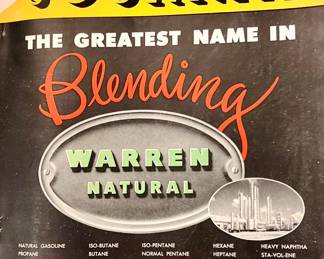 THE GREATEST NAME IN
Blending
WARREN
NATURAL
NATURAL GASOLINE ISO-BUTANE ISO-PENTANE HEXANE HEAVY NAPHTHA
PROPANE BUTANE NORMAL PENTANE HEPTANE STA-VOL-ENE